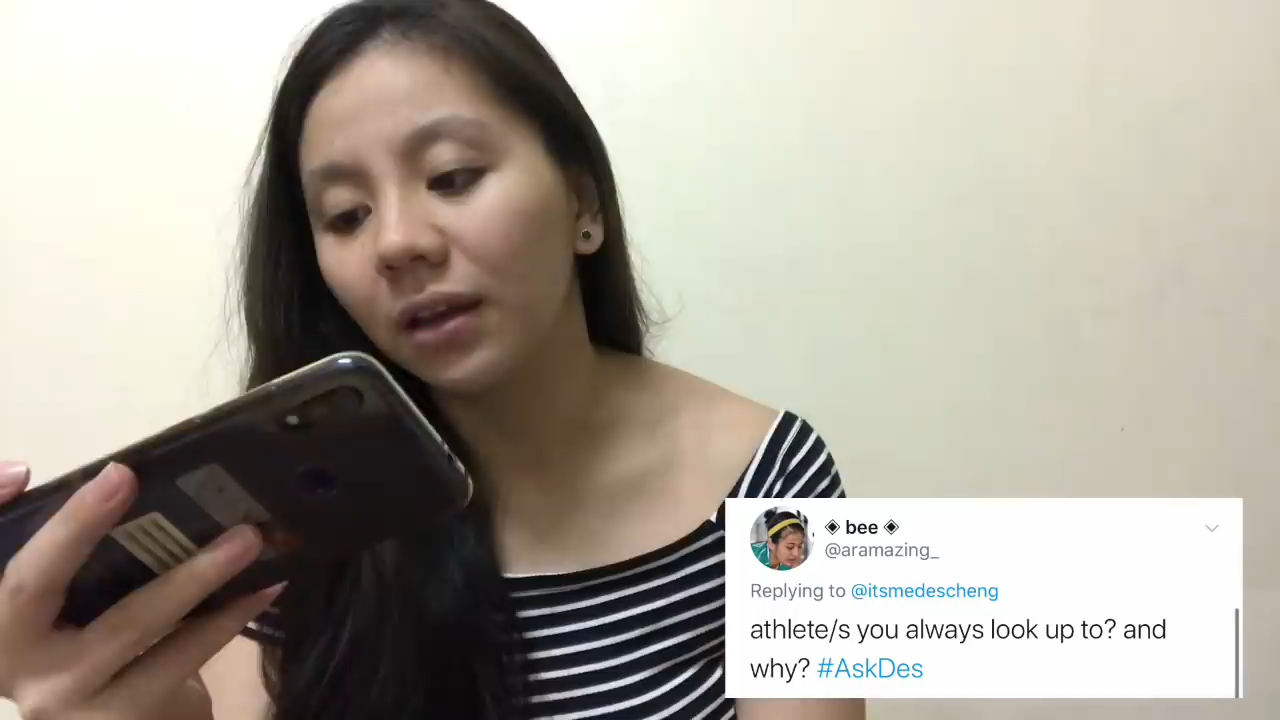 ◈ bee ◈
@aramazing_
Replying to @itsmedescheng
athlete/s you always look up to? and
why? #AskDes